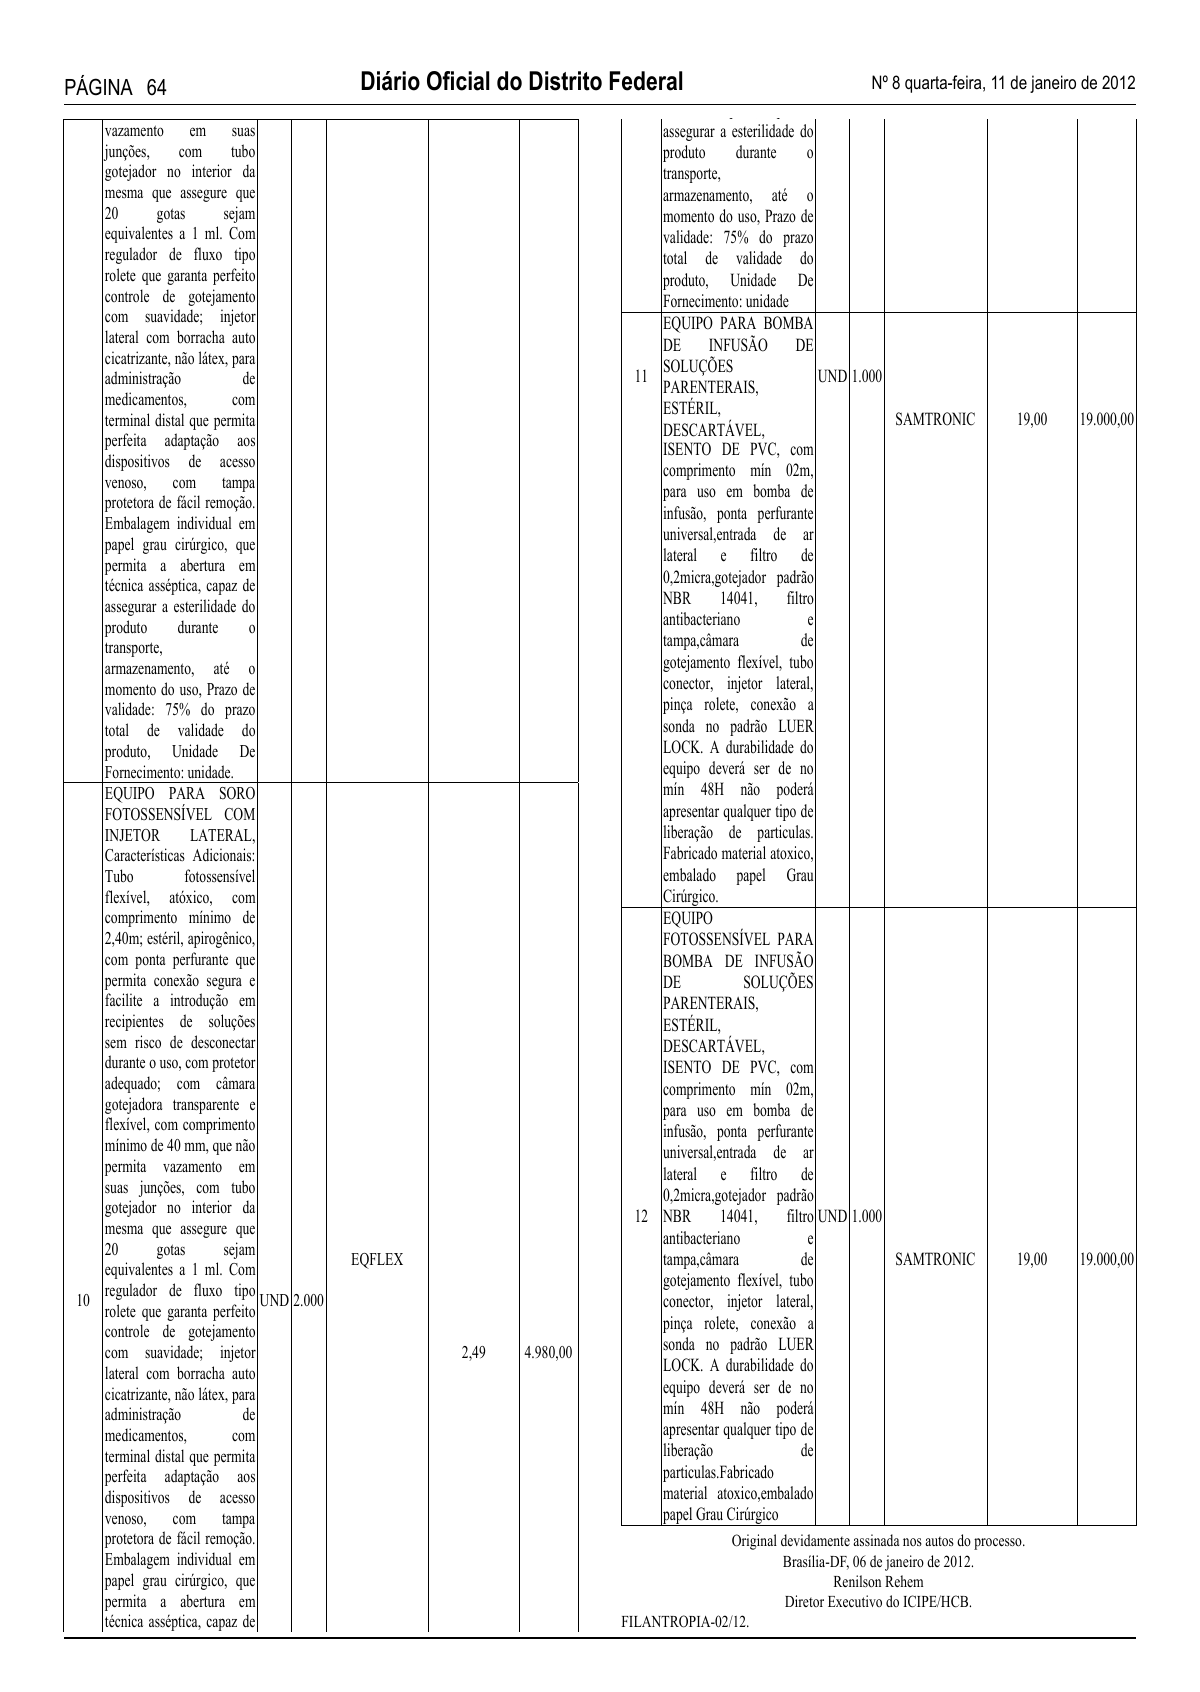 PÁGINA 64
Diário Oficial do Distrito Federal
Nº 8 quarta-feira, 11 de janeiro de 2012
vazamento em suas
junções, com tubo
gotejador no interior da
mesma que assegure que
20 gotas sejam
equivalentes a 1 ml. Com
regulador de fluxo tipo
rolete que garanta perfeito
controle de gotejamento
com suavidade; injetor
lateral com borracha auto
cicatrizante, não látex, para
administração de
medicamentos, com
terminal distal que permita
perfeita adaptação aos
dispositivos de acesso
venoso, com tampa
protetora de fácil remoção.
Embalagem individual em
papel grau cirúrgico, que
permita a abertura em
técnica asséptica, capaz de
assegurar a esterilidade do
produto durante o
transporte,
armazenamento, até o
momento do uso, Prazo de
validade: 75% do prazo
total de validade do
produto, Unidade De
Fornecimento: unidade.
EQUIPO PARA SORO
FOTOSSENSÍVEL COM
INJETOR LATERAL,
Características Adicionais:
Tubo fotossensível
flexível, atóxico, com
comprimento mínimo de
2,40m; estéril, apirogênico,
com ponta perfurante que
permita conexão segura e
facilite a introdução em
recipientes de soluções
sem risco de desconectar
durante o uso, com protetor
adequado; com câmara
gotejadora transparente e
flexível, com comprimento
mínimo de 40 mm, que não
permita vazamento em
suas junções, com tubo
gotejador no interior da
mesma que assegure que
20 gotas sejam
equivalentes a 1 ml. Com
regulador de fluxo tipo
rolete que garanta perfeito
controle de gotejamento
com suavidade; injetor
lateral com borracha auto
cicatrizante, não látex, para
administração de
medicamentos, com
terminal distal que permita
perfeita adaptação aos
dispositivos de acesso
venoso, com tampa
protetora de fácil remoção.
Embalagem individual em
papel grau cirúrgico, que
permita a abertura em
técnica asséptica, capaz de
10
UND
2.000
EQFLEX
2,49
4.980,00
assegurar a esterilidade do
produto durante o
transporte,
armazenamento, até o
momento do uso, Prazo de
validade: 75% do prazo
total de validade do
produto, Unidade De
Fornecimento: unidade
11
EQUIPO PARA BOMBA
DE INFUSÃO DE
SOLUÇÕES
PARENTERAIS,
ESTÉRIL,
DESCARTÁVEL,
ISENTO DE PVC, com
comprimento mín 02m,
para uso em bomba de
infusão, ponta perfurante
universal,entrada de ar
lateral e filtro de
0,2micra,gotejador padrão
NBR 14041, filtro
antibacteriano e
tampa,câmara de
gotejamento flexível, tubo
conector, injetor lateral,
pinça rolete, conexão a
sonda no padrão LUER
LOCK. A durabilidade do
equipo deverá ser de no
mín 48H não poderá
apresentar qualquer tipo de
liberação de particulas.
Fabricado material atoxico,
embalado papel Grau
Cirúrgico.
UND
1.000
SAMTRONIC
19,00
19.000,00
12
EQUIPO
FOTOSSENSÍVEL PARA
BOMBA DE INFUSÃO
DE SOLUÇÕES
PARENTERAIS,
ESTÉRIL,
DESCARTÁVEL,
ISENTO DE PVC, com
comprimento mín 02m,
para uso em bomba de
infusão, ponta perfurante
universal,entrada de ar
lateral e filtro de
0,2micra,gotejador padrão
NBR 14041, filtro
antibacteriano e
tampa,câmara de
gotejamento flexível, tubo
conector, injetor lateral,
pinça rolete, conexão a
sonda no padrão LUER
LOCK. A durabilidade do
equipo deverá ser de no
mín 48H não poderá
apresentar qualquer tipo de
liberação de
particulas.Fabricado
material atoxico,embalado
papel Grau Cirúrgico
UND
1.000
SAMTRONIC
19,00
19.000,00
Original devidamente assinada nos autos do processo.
Brasília-DF, 06 de janeiro de 2012.
Renilson Rehem
Diretor Executivo do ICIPE/HCB.
FILANTROPIA-02/12.